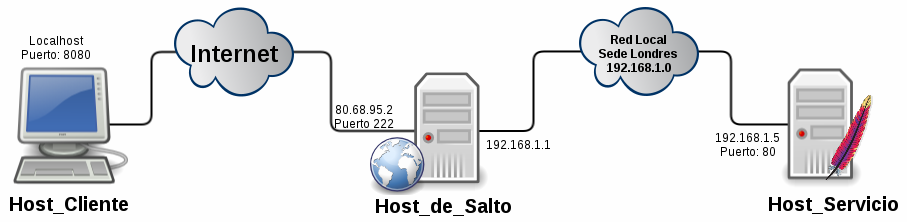 Localhost
Puerto: 8080
Host_Cliente
Internet
80.68.95.2
Puerto 222
192.168.1.1
Host_de_Salto
Red Local
Sede Londres
192.168.1.0
192.168.1.5
Puerto: 80
Host_Servicio